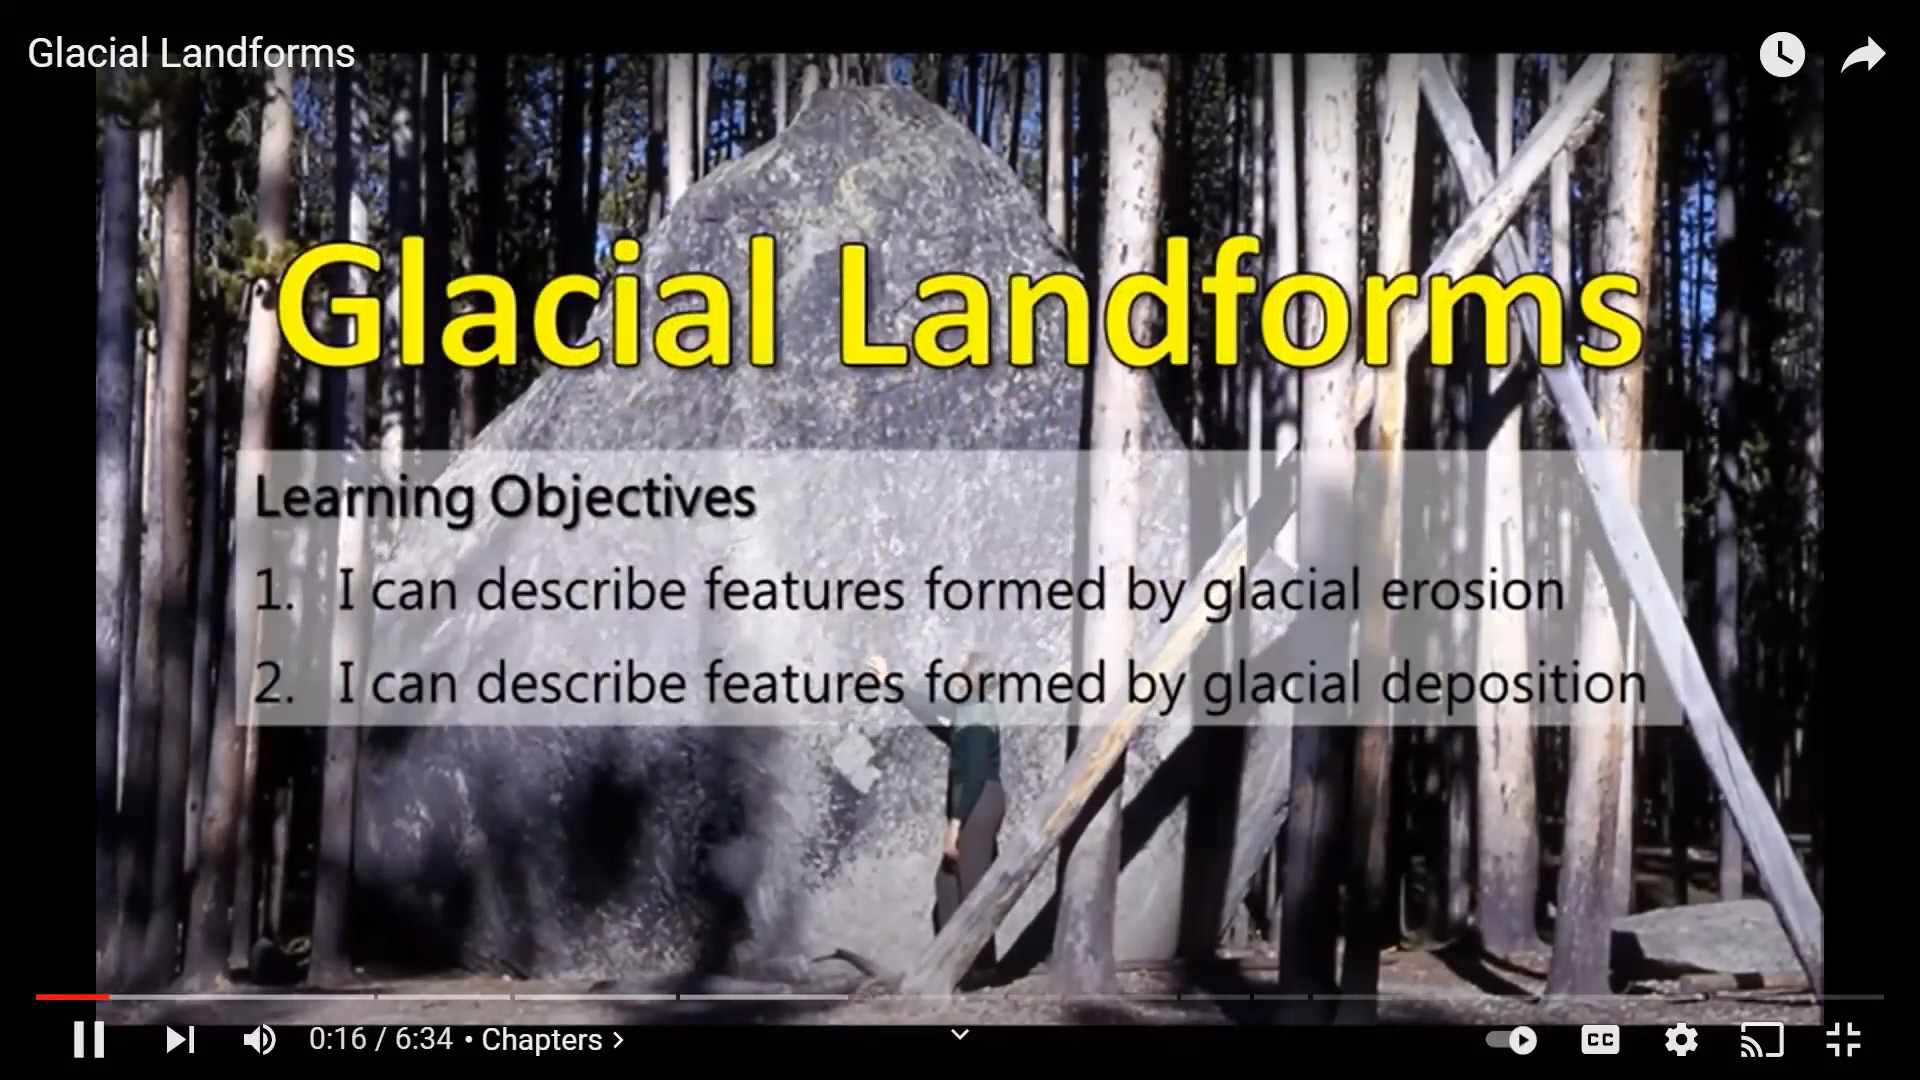 Glacial Landforms
Glacial Landforms
Learning Objectives
1. I can describe features formed by glacial erosion
2. I can describe features formed by glacial deposition
0:16 / 6:34 • Chapters >
CC